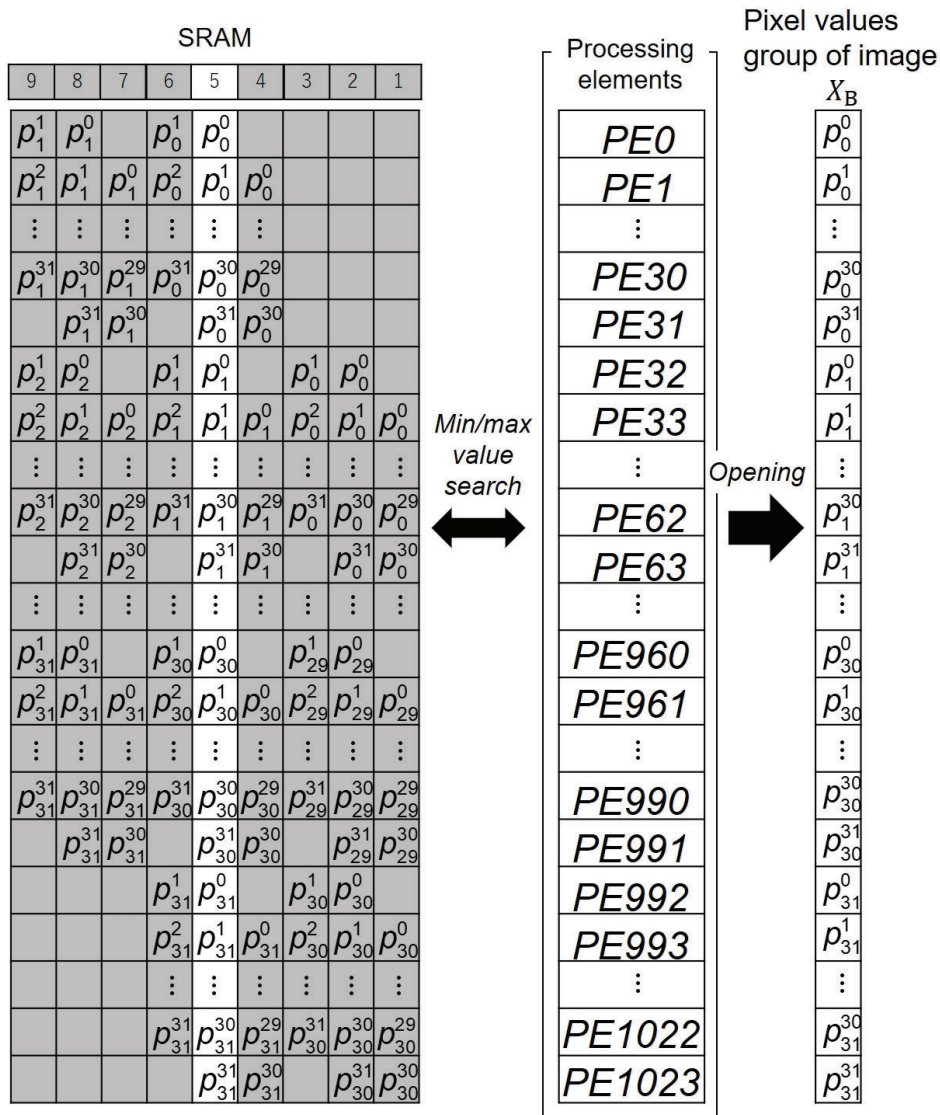 SRAM
Processing elements
Pixel values group of image
X_B
9 8 7 6 5 4 3 2 1
p_1^1 p_1^0 p_0^1 p_0^0 PE0 p_0^0
p_1^2 p_1^1 p_1^0 p_0^2 p_0^1 p_0^0 PE1 p_0^1
⋮ ⋮ ⋮ ⋮ ⋮ ⋮ ⋮ ⋮
p_1^31 p_1^30 p_1^29 p_0^31 p_0^30 p_0^29 PE30 p_0^30
p_1^31 p_1^30 p_0^31 p_0^30 PE31 p_0^31
p_2^1 p_2^0 p_1^1 p_1^0 p_0^1 p_0^0 PE32 p_1^0
p_2^2 p_2^1 p_2^0 p_1^2 p_1^1 p_1^0 p_0^2 p_0^1 p_0^0 PE33 p_1^1
⋮ ⋮ ⋮ ⋮ ⋮ ⋮ ⋮ ⋮ ⋮ ⋮ ⋮
p_2^31 p_2^30 p_2^29 p_1^31 p_1^30 p_1^29 p_0^31 p_0^30 p_0^29 PE62 p_1^30
p_2^31 p_2^30 p_1^31 p_1^30 p_0^31 p_0^30 PE63 p_1^31
⋮ ⋮ ⋮ ⋮ ⋮ ⋮ ⋮ ⋮ ⋮ ⋮ ⋮
p_31^1 p_31^0 p_30^1 p_30^0 p_29^1 p_29^0 PE960 p_30^0
p_31^2 p_31^1 p_31^0 p_30^2 p_30^1 p_30^0 p_29^2 p_29^1 p_29^0 PE961 p_30^1
⋮ ⋮ ⋮ ⋮ ⋮ ⋮ ⋮ ⋮ ⋮ ⋮ ⋮
p_31^31 p_31^30 p_31^29 p_30^31 p_30^30 p_30^29 p_29^31 p_29^30 p_29^29 PE990 p_30^30
p_31^31 p_31^30 p_30^31 p_30^30 p_29^31 p_29^30 PE991 p_30^31
p_31^1 p_31^0 p_30^1 p_30^0 PE992 p_31^0
p_31^2 p_31^1 p_31^0 p_30^2 p_30^1 p_30^0 PE993 p_31^1
⋮ ⋮ ⋮ ⋮ ⋮ ⋮ ⋮ ⋮
p_31^31 p_31^30 p_31^29 p_30^31 p_30^30 p_30^29 PE1022 p_31^30
p_31^31 p_31^30 p_30^31 p_30^30 PE1023 p_31^31
Min/max
value
search
Opening